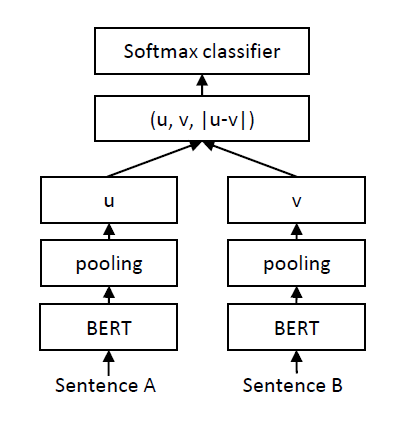 Softmax classifier
(u, v, |u-v|)
u
v
pooling
pooling
BERT
BERT
Sentence A
Sentence B